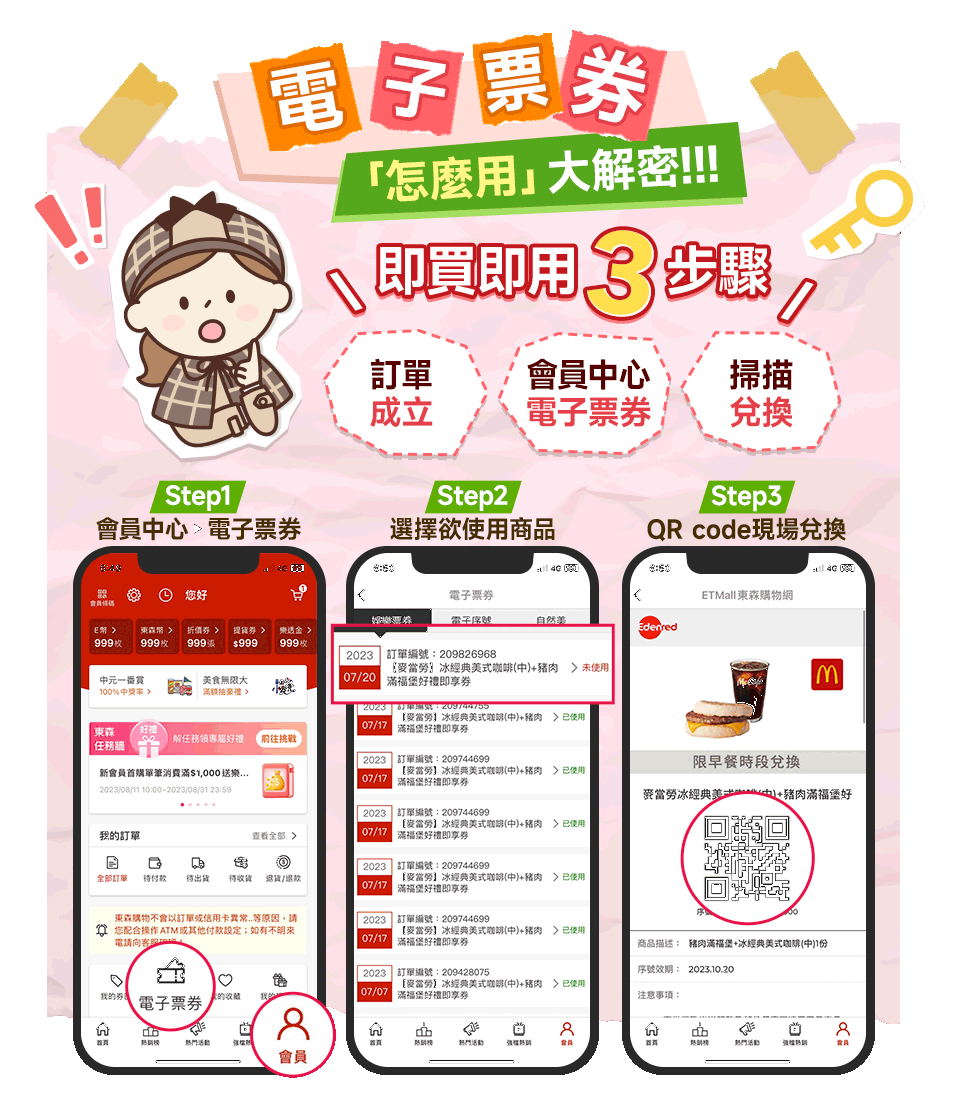 電子票券
「怎麼用」大解密!!!
即買即用3步驟
訂單
成立
會員中心
電子票券
掃描
兌換
Step1
會員中心 > 電子票券
會員條碼
您好
1
E幣 >
999枚
東森幣 >
999枚
折價券 >
999張
提貨券 >
$999
樂透金 >
999枚
中元一番賞
100%中獎率 >
美食無限大
滿額抽豪禮 >
東森
任務牆
好禮
解任務領專屬好禮
前往挑戰
新會員首購單筆消費滿$1,000送樂...
2023/08/11 10:00~2023/08/31 23:59
我的訂單
查看全部 >
全部訂單
待付款
待出貨
待收貨
退貨/退款
東森購物不會以訂單或信用卡異常..等原因，請
您配合操作ATM或其他付款設定；如有不明來
電請向客服
電子票券
首頁
熱銷榜
熱門活動
會員
Step2
選擇欲使用商品
4G
電子票券
娛樂票券
電子序號
自然美
2023
07/20
訂單編號：209826968
【麥當勞】冰經典美式咖啡(中)+豬肉
滿福堡好禮即享券
> 未使用
2023
07/17
訂單編號：209744755
【麥當勞】冰經典美式咖啡(中)+豬肉
滿福堡好禮即享券
> 已使用
2023
07/17
訂單編號：209744699
【麥當勞】冰經典美式咖啡(中)+豬肉
滿福堡好禮即享券
> 已使用
2023
07/17
訂單編號：209744699
【麥當勞】冰經典美式咖啡(中)+豬肉
滿福堡好禮即享券
> 已使用
2023
07/17
訂單編號：209744699
【麥當勞】冰經典美式咖啡(中)+豬肉
滿福堡好禮即享券
> 已使用
2023
07/17
訂單編號：209744699
【麥當勞】冰經典美式咖啡(中)+豬肉
滿福堡好禮即享券
> 已使用
2023
07/07
訂單編號：209428075
【麥當勞】冰經典美式咖啡(中)+豬肉
滿福堡好禮即享券
> 已使用
首頁
熱銷榜
熱門活動
強檔熱銷
會員
Step3
QR code現場兌換
4G
ETMall東森購物網
Edenred
限早餐時段兌換
麥當勞冰經典美式咖啡(中)+豬肉滿福堡好
商品描述： 豬肉滿福堡+冰經典美式咖啡(中)1份
序號效期： 2023.10.20
注意事項：
首頁
熱銷榜
熱門活動
強檔熱銷
會員